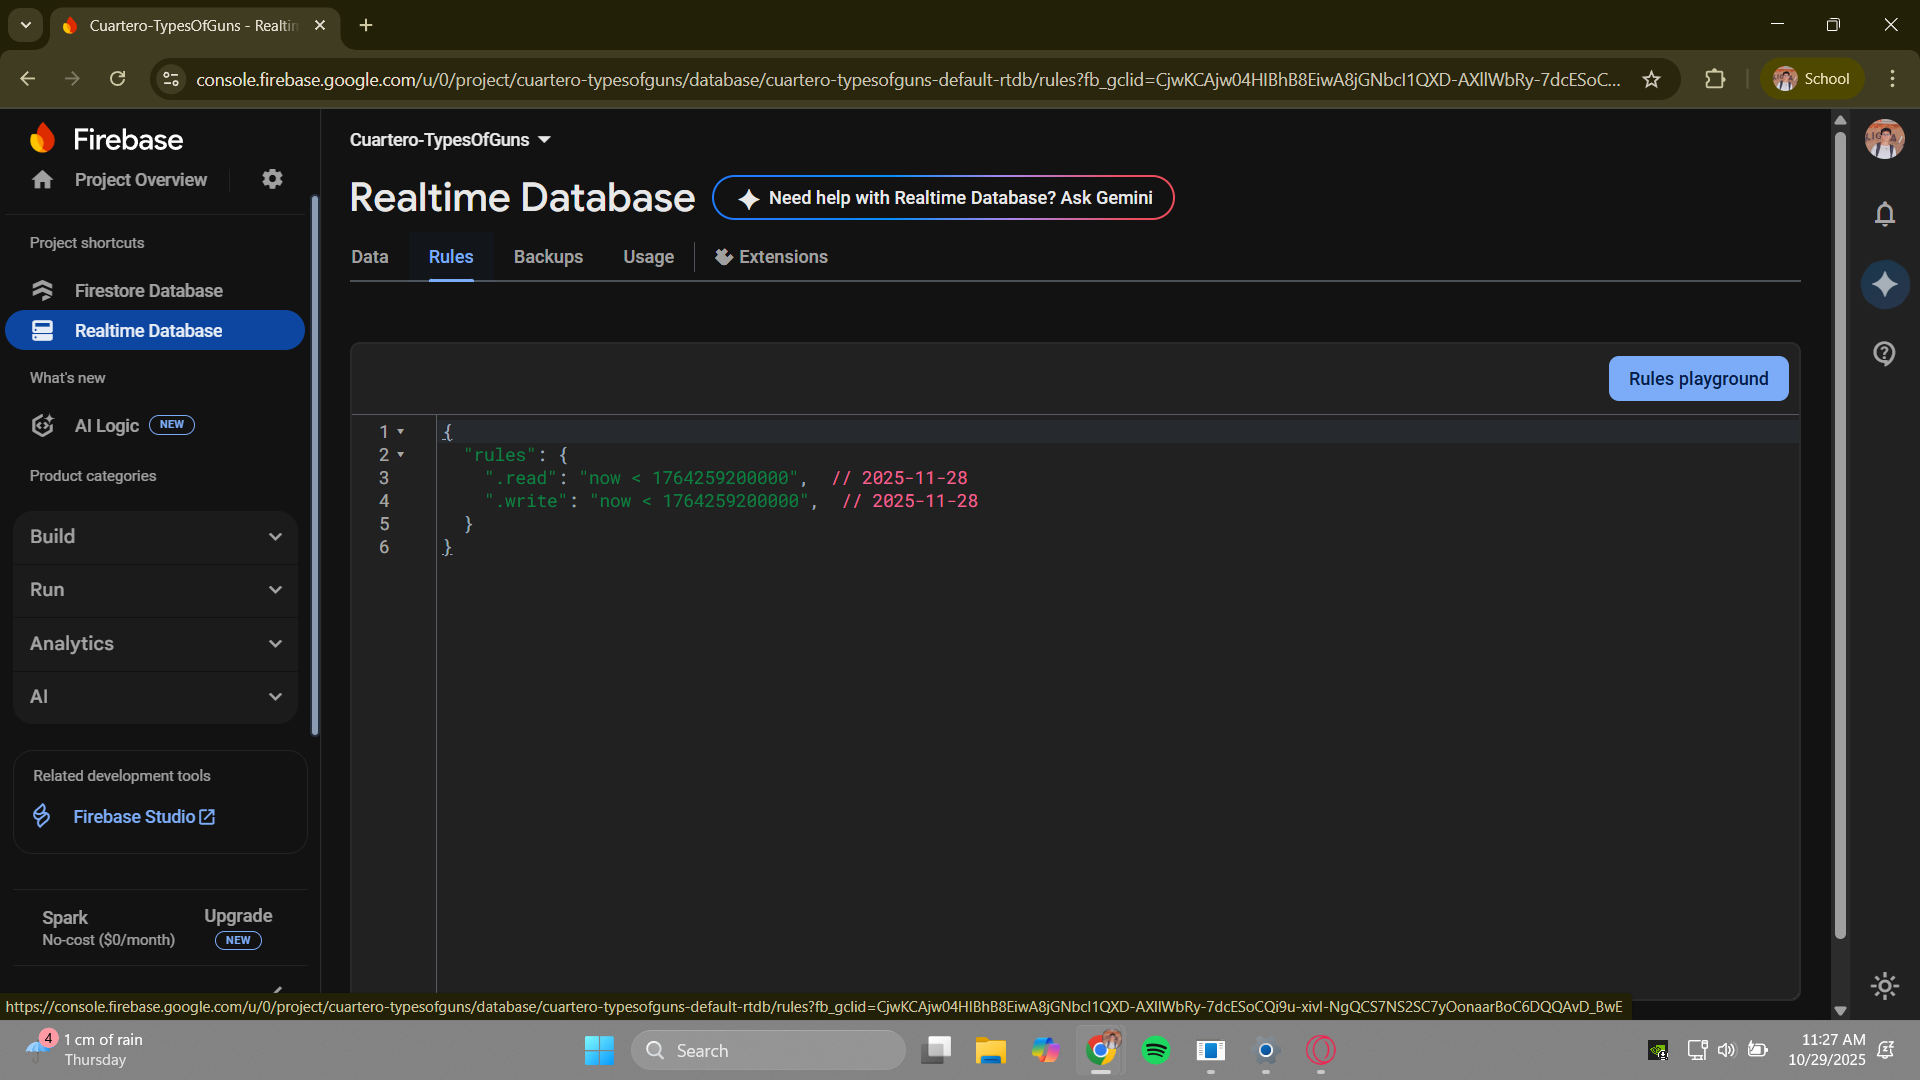 Cuartero-TypesOfGuns - Realtin
console.firebase.google.com/u/0/project/cuartero-typesofguns/database/cuartero-typesofguns-default-rtdb/rules?fb_gclid=CjwKCAjw04HIBhB8EiwA8jGNbcI1QXD-AXllWbRy-7dcESoC...
School
Firebase
Project Overview
Project shortcuts
Firestore Database
Realtime Database
What's new
AI Logic NEW
Product categories
Build
Run
Analytics
AI
Related development tools
Firebase Studio
Spark
No-cost ($0/month)
Upgrade
NEW
Cuartero-TypesOfGuns
Realtime Database
Need help with Realtime Database? Ask Gemini
Data Rules Backups Usage Extensions
Rules playground
1 {
2 "rules": {
3 ".read": "now < 1764259200000", // 2025-11-28
4 ".write": "now < 1764259200000", // 2025-11-28
5 }
6 }
https://console.firebase.google.com/u/0/project/cuartero-typesofguns/database/cuartero-typesofguns-default-rtdb/rules?fb_gclid=CjwKCAjw04HIBhB8EiwA8jGNbcI1QXD-AXllWbRy-7dcESoCQi9u-xivl-NgQCS7NS2SC7yOonaarBoC6DQQAvD_BwE
4
1 cm of rain
Thursday
Search
11:27 AM
10/29/2025